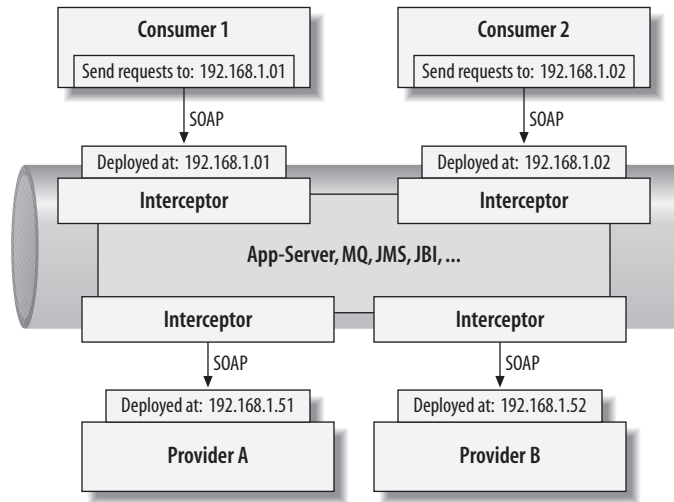 Consumer 1
Send requests to: 192.168.1.01
Consumer 2
Send requests to: 192.168.1.02
SOAP
SOAP
Deployed at: 192.168.1.01
Deployed at: 192.168.1.02
Interceptor
Interceptor
App-Server, MQ, JMS, JBI, ...
Interceptor
Interceptor
SOAP
SOAP
Deployed at: 192.168.1.51
Deployed at: 192.168.1.52
Provider A
Provider B